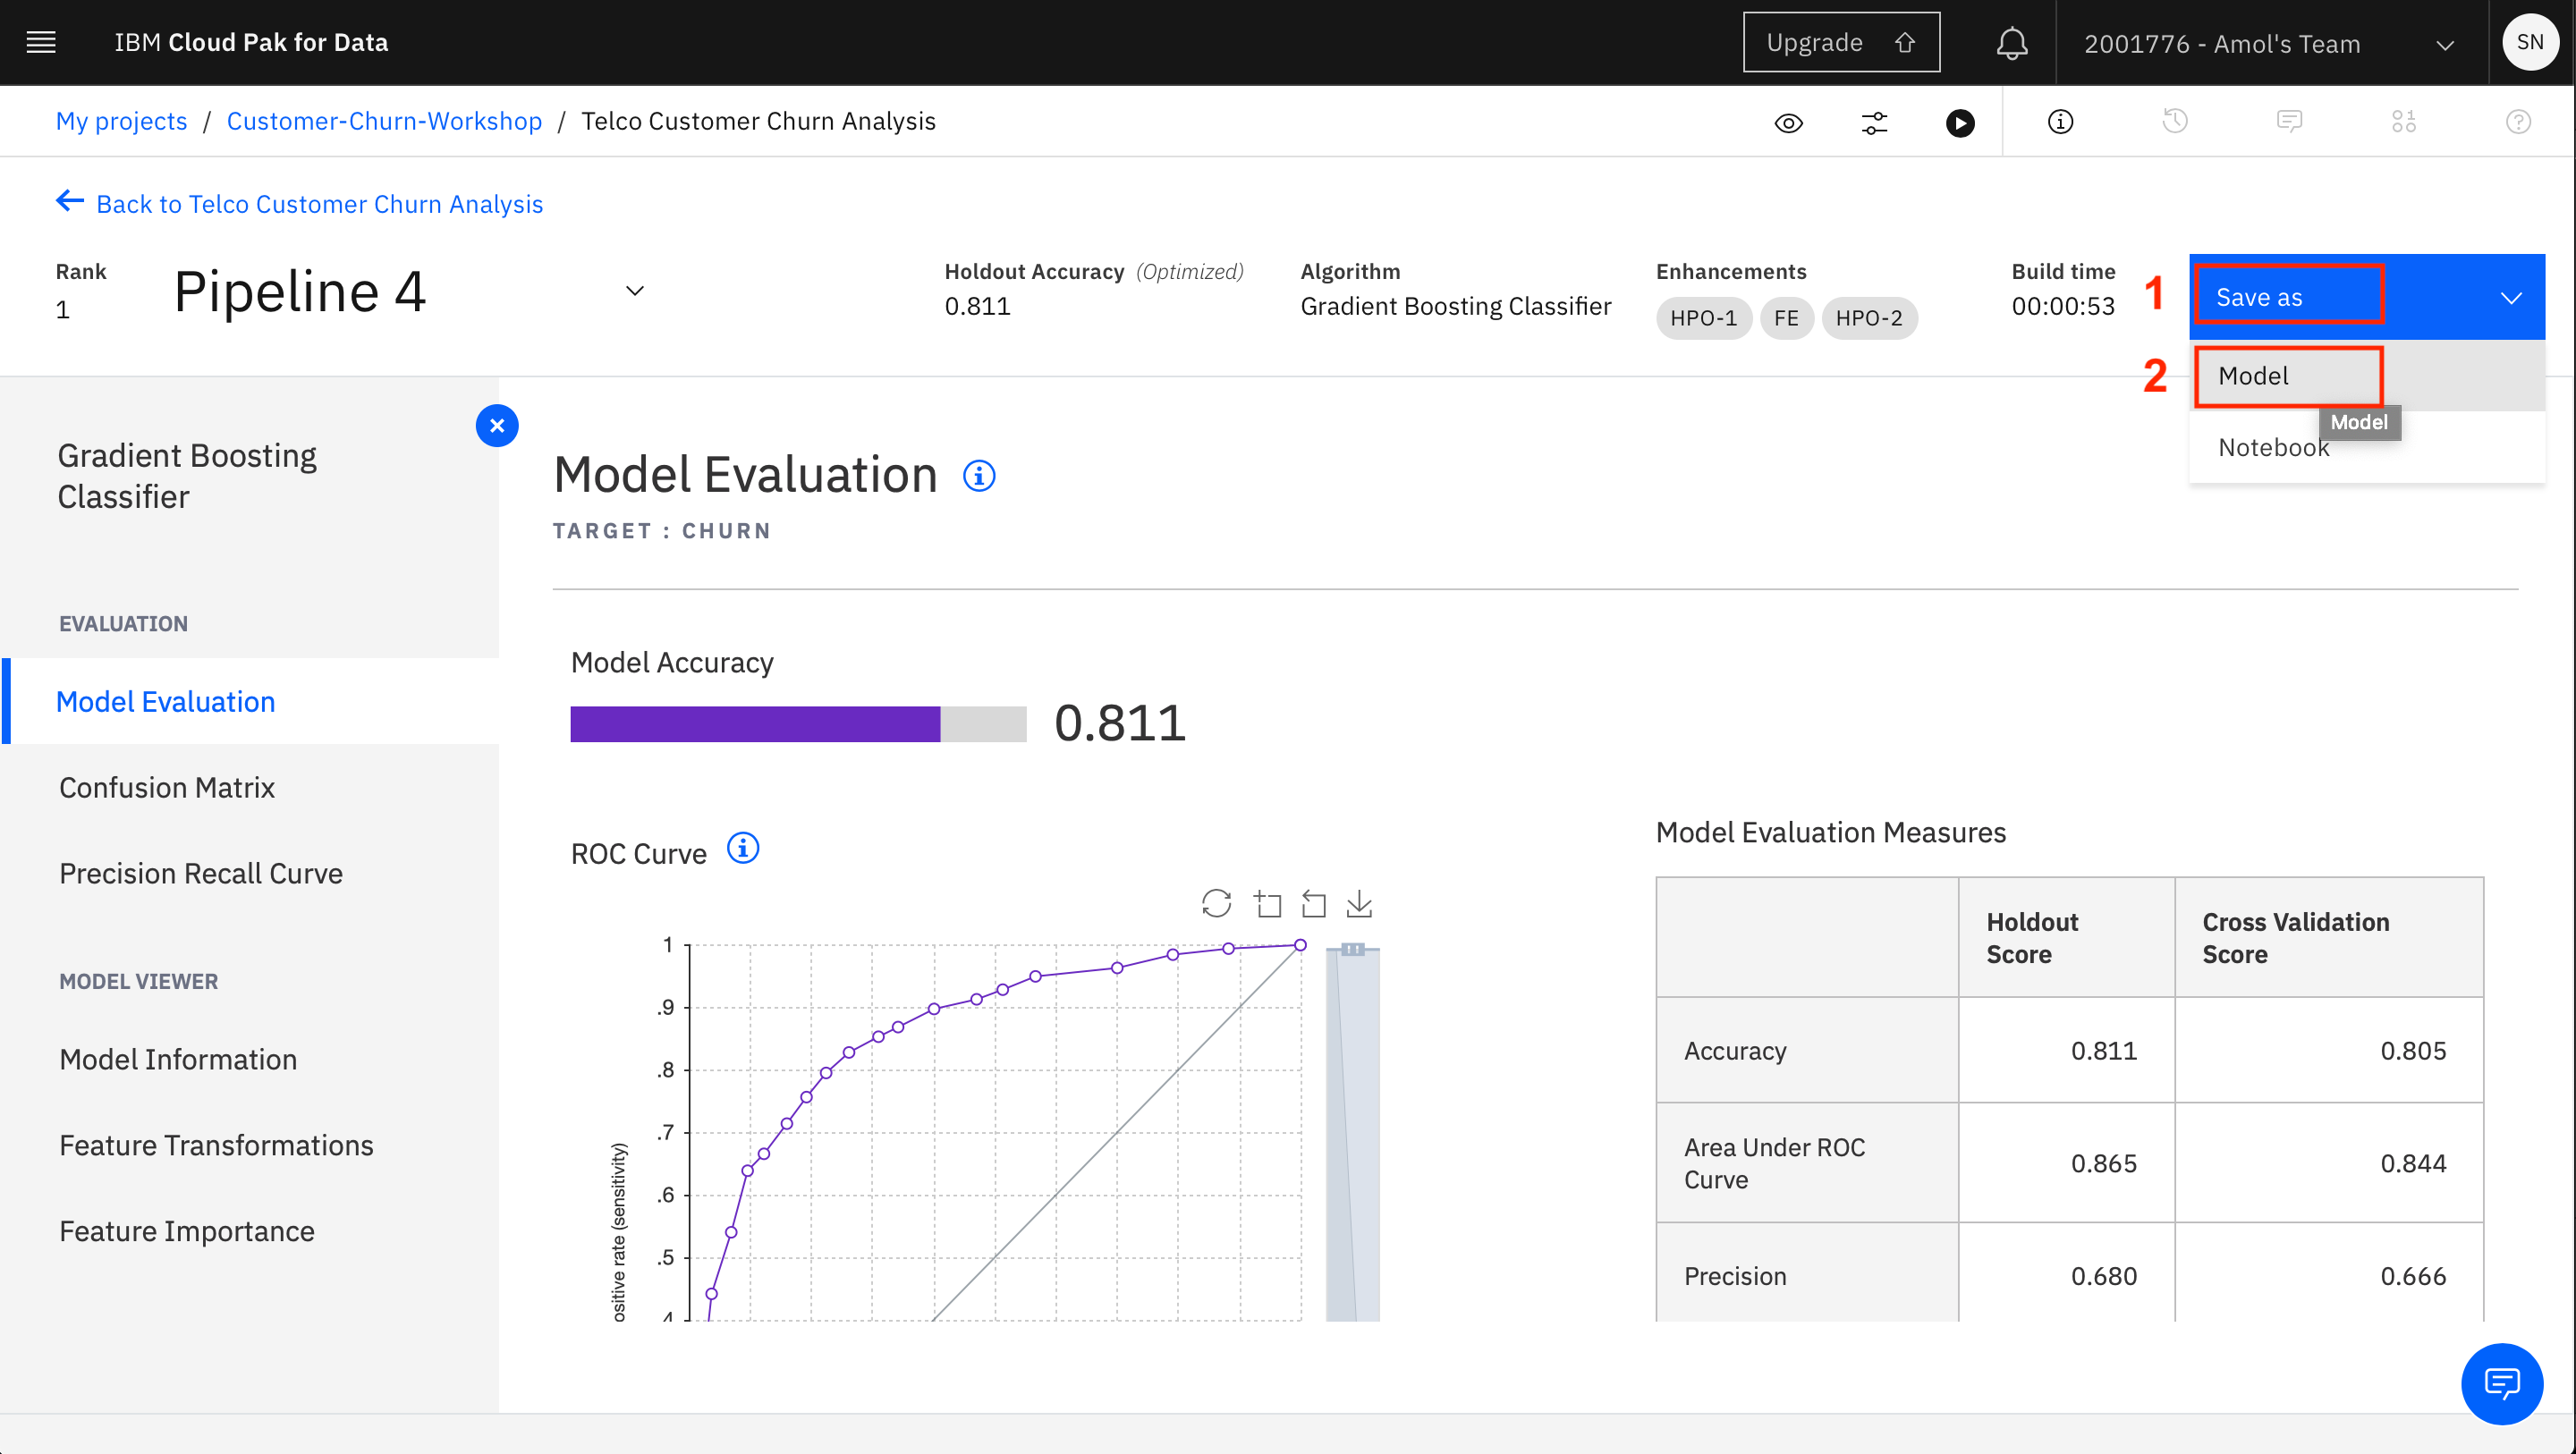 IBM Cloud Pak for Data
Upgrade
2001776 - Amol's Team
SN
My projects / Customer-Churn-Workshop / Telco Customer Churn Analysis
Back to Telco Customer Churn Analysis
Rank
1
Pipeline 4
Holdout Accuracy (Optimized)
0.811
Algorithm
Gradient Boosting Classifier
Enhancements
HPO-1 FE HPO-2
Build time
00:00:53
1
Save as
2
Model
Model
Notebook
Gradient Boosting
Classifier
EVALUATION
Model Evaluation
Confusion Matrix
Precision Recall Curve
MODEL VIEWER
Model Information
Feature Transformations
Feature Importance
Model Evaluation
TARGET : CHURN
Model Accuracy
0.811
ROC Curve
1
.9
.8
.7
.6
.5
.4
ositive rate (sensitivity)
Model Evaluation Measures
Holdout
Score
Cross Validation
Score
Accuracy 0.811 0.805
Area Under ROC
Curve
0.865 0.844
Precision 0.680 0.666